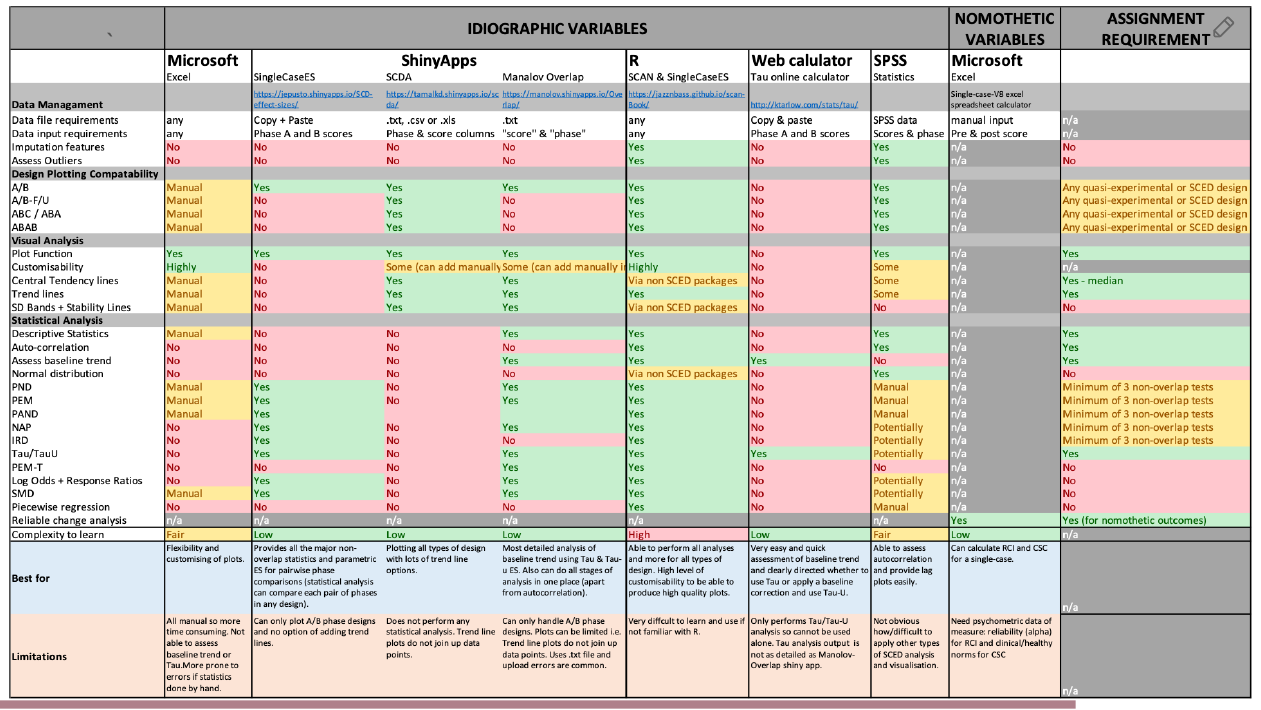 IDIOGRAPHIC VARIABLES NOMOTHETIC VARIABLES ASSIGNMENT REQUIREMENT
Microsoft ShinyApps R Web calulator SPSS Microsoft
Excel SingleCaseES SCDA Manalov Overlap SCAN & SingleCaseES Tau online calcuator Statistics Excel
Data Managament https://jepusto.shinyapps.io/SCD-effect-sizes/ https://tamalkd.shinyapps.io/scda/ https://manolov.shinyapps.io/Overlap/ https://jazznbass.github.io/scan-Book/ http://ktarlow.com/stats/tau/ Single-case-V8 excel spreadsheet calculator
Data file requirements any Copy + Paste .txt, .csv or .xls .txt any Copy & paste SPSS data manual input n/a
Data input requirements any Phase A and B scores Phase & score columns "score" & "phase" any Phase A and B scores Scores & phase Pre & post score n/a
Imputation features No No No No Yes No Yes n/a No
Assess Outliers No No No No Yes No Yes n/a No
Design Plotting Compatability
A/B Manual Yes Yes Yes Yes No Yes n/a Any quasi-experimental or SCED design
A/B-F/U Manual No Yes No Yes No Yes n/a Any quasi-experimental or SCED design
ABC / ABA Manual No Yes No Yes No Yes n/a Any quasi-experimental or SCED design
ABAB Manual No Yes No Yes No Yes n/a Any quasi-experimental or SCED design
Visual Analysis
Plot Function Yes Yes Yes Yes Yes No Yes n/a Yes
Customisability Highly No Some (can add manually Some (can add manually i Highly No Some n/a n/a
Central Tendency lines Manual No Yes Yes Via non SCED packages No Some n/a Yes - median
Trend lines Manual No Yes Yes Yes No Some n/a Yes
SD Bands + Stability Lines Manual No Yes Yes Via non SCED packages No No n/a No
Statistical Analysis
Descriptive Statistics Manual No No Yes Yes No Yes n/a Yes
Auto-correlation No No No No Yes No Yes n/a Yes
Assess baseline trend No No No Yes Yes Yes No n/a Yes
Normal distribution No No No No Via non SCED packages No Yes n/a No
PND Manual Yes No Yes Yes No Manual n/a Minimum of 3 non-overlap tests
PEM Manual Yes No Yes Yes No Manual n/a Minimum of 3 non-overlap tests
PAND Manual Yes Yes No Manual n/a Minimum of 3 non-overlap tests
NAP No Yes No Yes Yes No Potentially n/a Minimum of 3 non-overlap tests
IRD No Yes No No Yes No Potentially n/a Minimum of 3 non-overlap tests
Tau/TauU No Yes No Yes Yes Yes Potentially n/a Yes
PEM-T No No No Yes Yes No No n/a No
Log Odds + Response Ratios No Yes No Yes Yes No Potentially n/a No
SMD Manual Yes No Yes Yes No Potentially n/a No
Piecewise regression No No No No Yes No Manual n/a No
Reliable change analysis n/a n/a n/a n/a n/a Yes Yes (for nomothetic outcomes)
Complexity to learn Fair Low Low Low High Low Fair Low n/a
Best for
Flexibility and customising of plots.
Provides all the major non-overlap statistics and parametric ES for pairwise phase comparisons (statistical analysis can compare each pair of phases in any design).
Plotting all types of design with lots of trend line options.
Most detailed analysis of baseline trend using Tau & Tau-u ES. Also can do all stages of analysis in one place (apart from autocorrelation).
Able to perform all analyses and more for all types of design. High level of customisability to be able to produce high quality plots.
Very easy and quick assessment of baseline trend and clearly directed whether to use Tau or apply a baseline correction and use Tau-U.
Able to assess autocorrelation and provide lag plots easily.
Can calculate RCI and CSC for a single-case.
n/a
Limitations
All manual so more time consuming. Not able to assess baseline trend or Tau.More prone to errors if statistics done by hand.
Can only plot A/B phase designs and no option of adding trend lines.
Does not perform any statistical analysis. Trend line plots do not join up data points.
Can only handle A/B phase designs. Plots can be limited i.e. Trend line plots do not join up data points. Uses .txt file and upload errors are common.
Very difficult to learn and use if not familiar with R.
Only performs Tau/Tau-U analysis so cannot be used alone. Tau analysis output is not as detailed as Manolov-Overlap shiny app.
Not obvious how/difficult to apply other types of SCED analysis and visualisation.
Need psychometric data of measure: reliability (alpha) for RCI and clinical/healthy norms for CSC
n/a